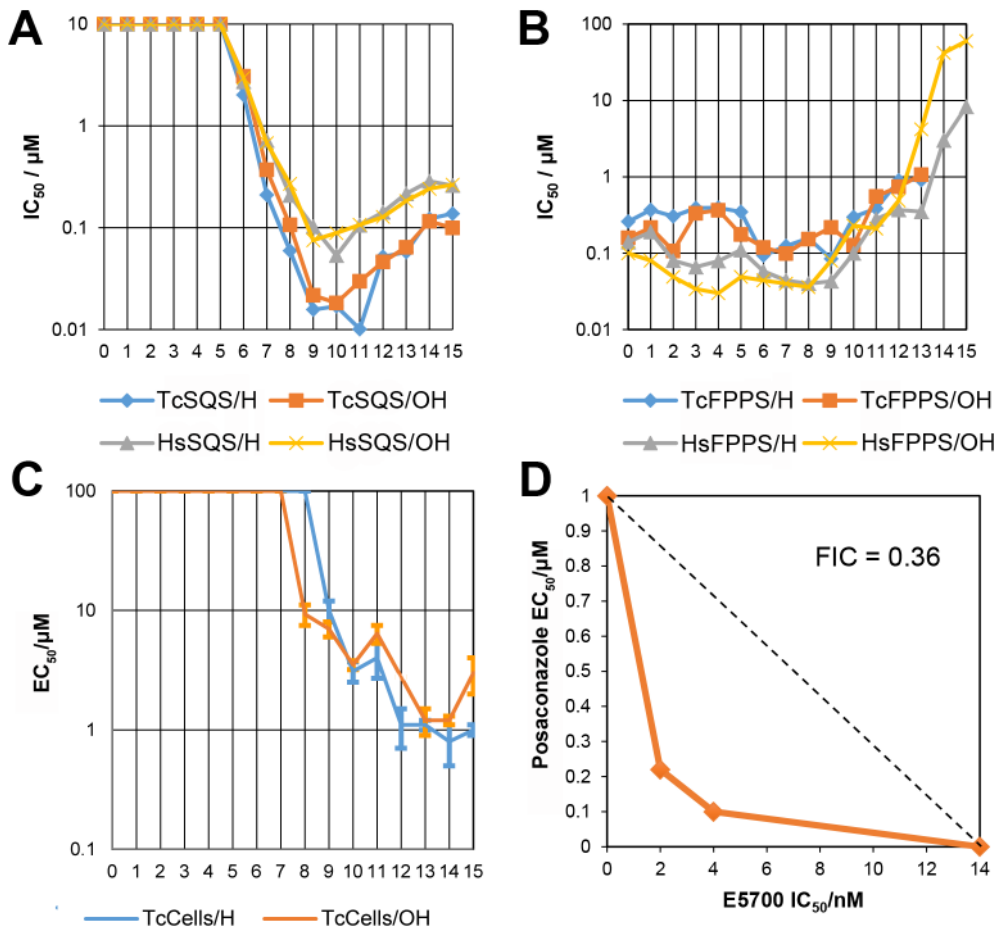 A
10
1
0.1
0.01
IC50 / µM
0 1 2 3 4 5 6 7 8 9 10 11 12 13 14 15
TcSQS/H TcSQS/OH
HsSQS/H HsSQS/OH
B
100
10
1
0.1
0.01
IC50 / µM
0 1 2 3 4 5 6 7 8 9 10 11 12 13 14 15
TcFPPS/H TcFPPS/OH
HsFPPS/H HsFPPS/OH
C
100
10
1
0.1
EC50/µM
0 1 2 3 4 5 6 7 8 9 10 11 12 13 14 15
TcCells/H TcCells/OH
D
1
0.9
0.8
0.7
0.6
0.5
0.4
0.3
0.2
0.1
0
Posaconazole EC50/µM
FIC = 0.36
0 2 4 6 8 10 12 14
E5700 IC50/nM